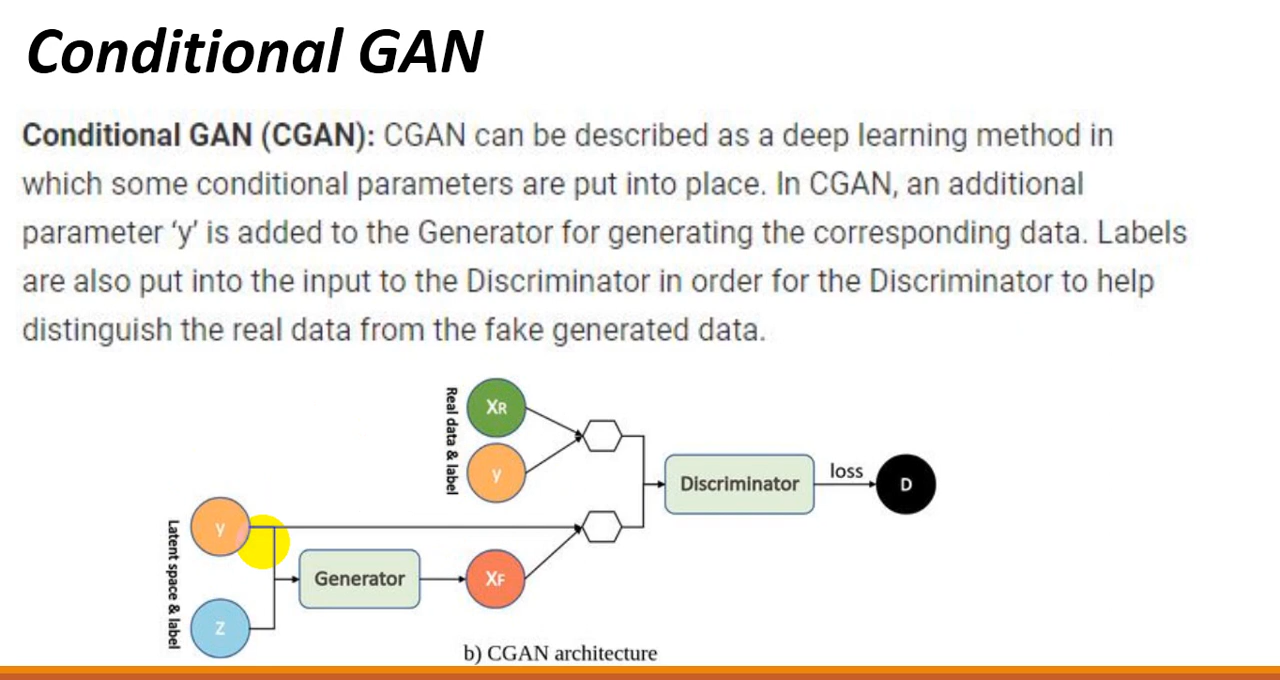 Conditional GAN
Conditional GAN (CGAN): CGAN can be described as a deep learning method in
which some conditional parameters are put into place. In CGAN, an additional
parameter ‘y’ is added to the Generator for generating the corresponding data. Labels
are also put into the input to the Discriminator in order for the Discriminator to help
distinguish the real data from the fake generated data.
Real data & label
XR
y
Discriminator
loss
D
Latent space & label
y
Z
Generator
XF
b) CGAN architecture